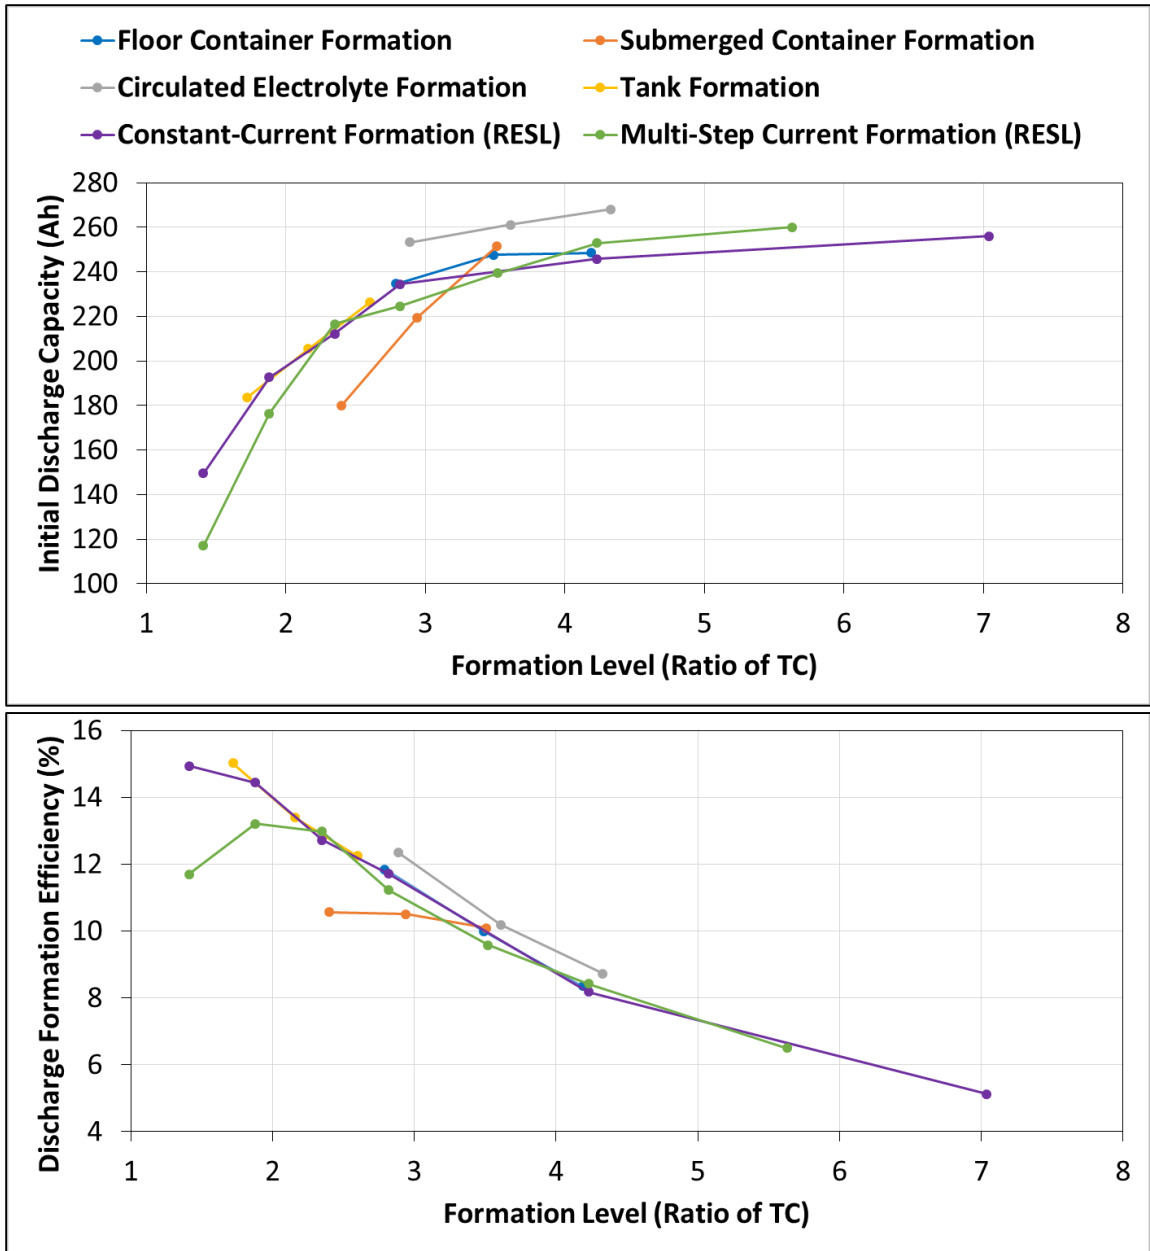 Floor Container Formation Submerged Container Formation
Circulated Electrolyte Formation Tank Formation
Constant-Current Formation (RESL) Multi-Step Current Formation (RESL)
Initial Discharge Capacity (Ah)
280
260
240
220
200
180
160
140
120
100
1 2 3 4 5 6 7 8
Formation Level (Ratio of TC)
Discharge Formation Efficiency (%)
16
14
12
10
8
6
4
1 2 3 4 5 6 7 8
Formation Level (Ratio of TC)